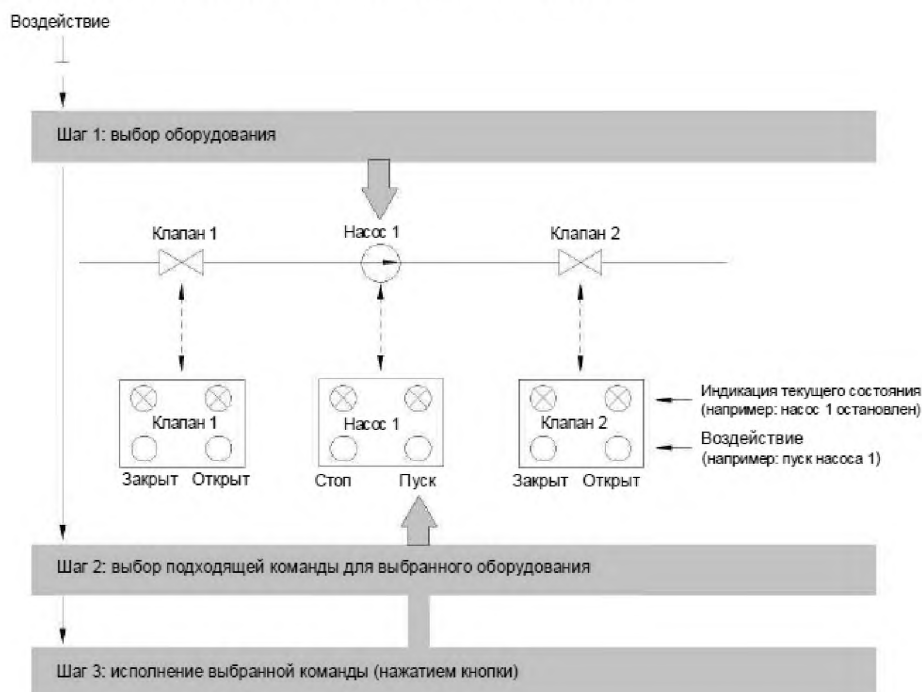 Воздействие
Шаг 1: выбор оборудования
Клапан 1
Насос 1
Клапан 2
Клапан 1
Насос 1
Клапан 2
Индикация текущего состояния
(например: насос 1 остановлен)
Воздействие
(например: пуск насоса 1)
Закрыт Открыт
Стоп Пуск
Закрыт Открыт
Шаг 2: выбор подходящей команды для выбранного оборудования
Шаг 3: исполнение выбранной команды (нажатием кнопки)